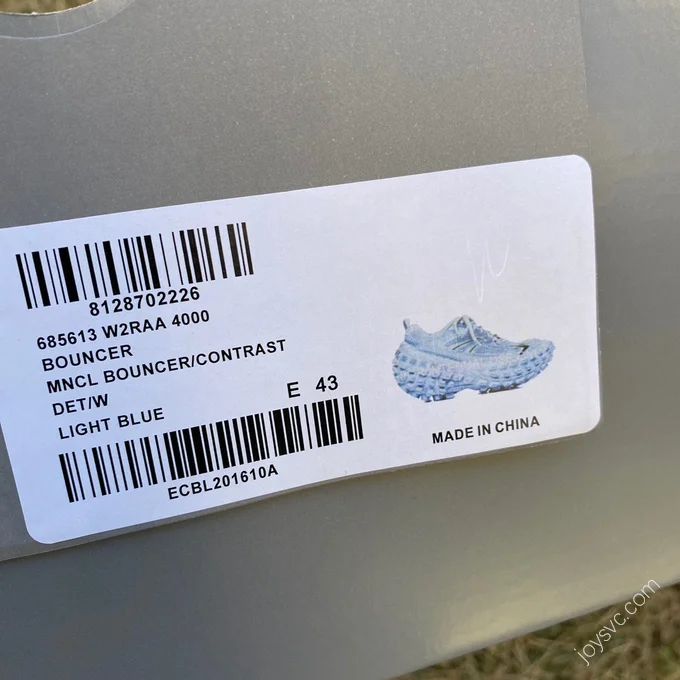 8128702226
685613 W2RAA 4000
BOUNCER
MNCL BOUNCER/CONTRAST
DET/W
LIGHT BLUE
E 43
ECBL201610A
MADE IN CHINA
joysvc.com